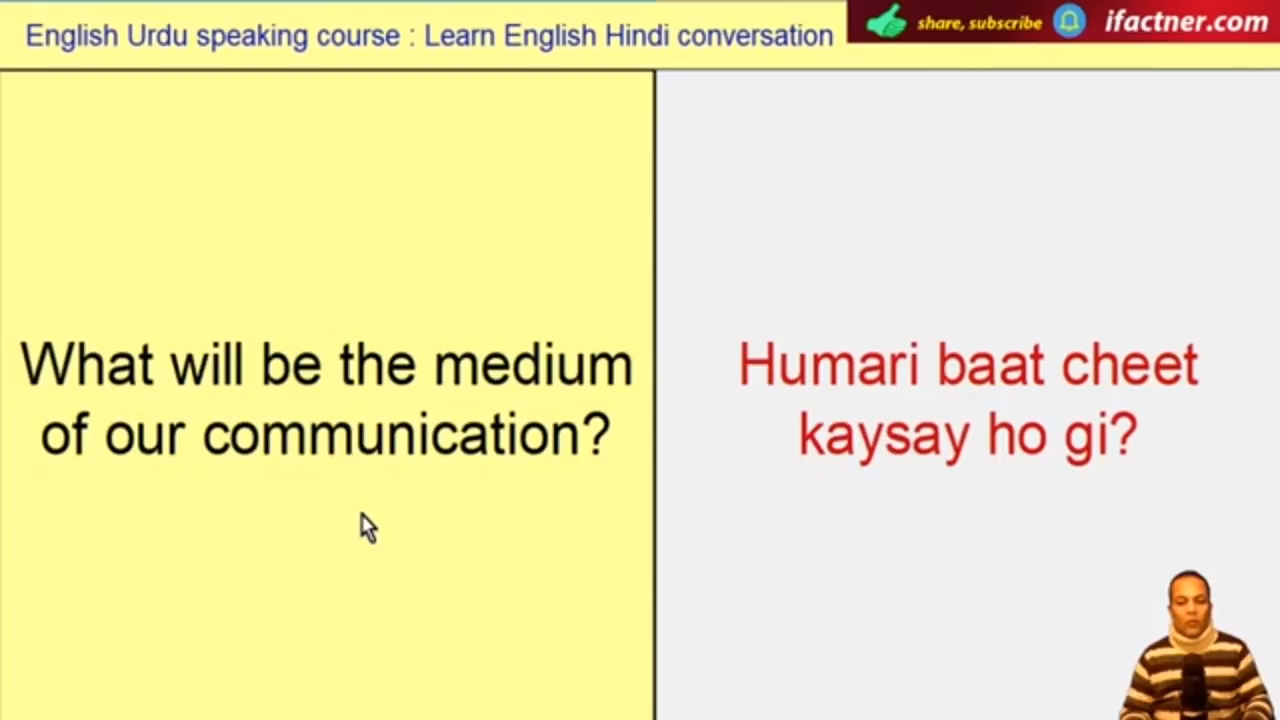 English Urdu speaking course : Learn English Hindi conversation
share, subscribe
ifactner.com
What will be the medium
of our communication?
Humari baat cheet
kaysay ho gi?